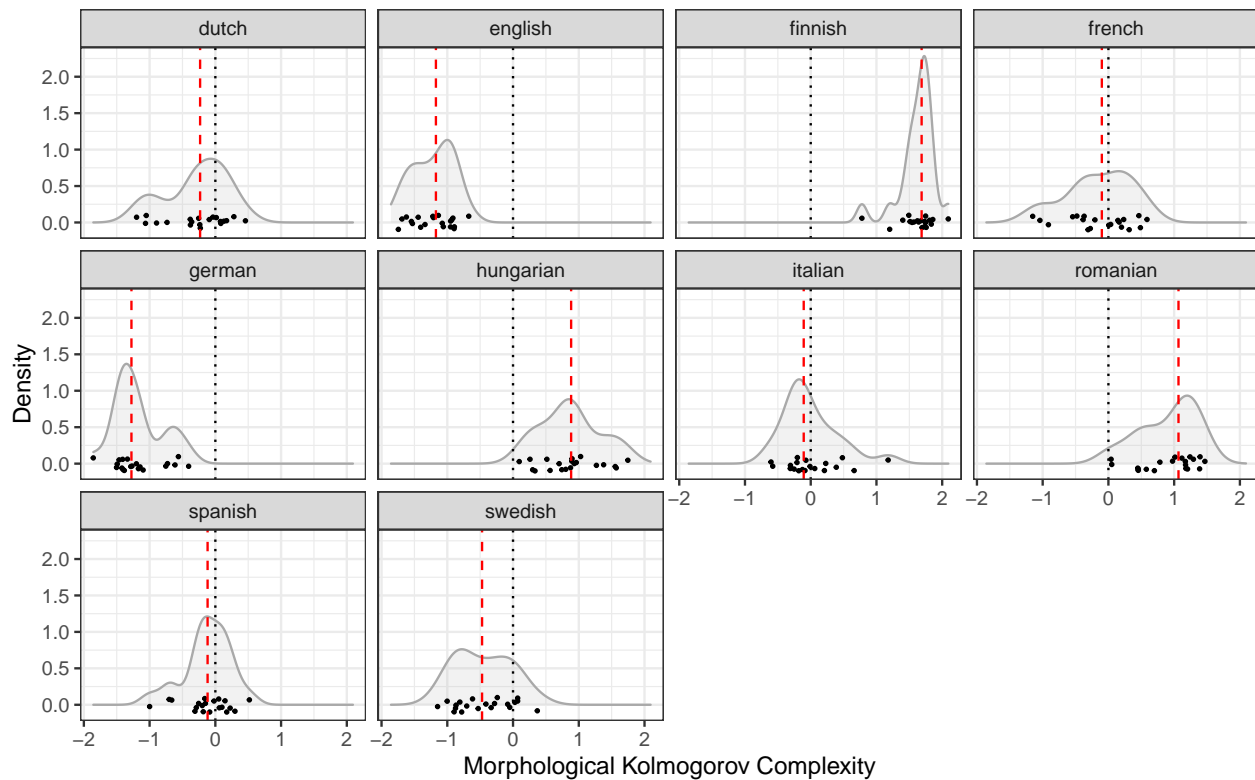 dutch english finnish french
2.0
1.5
1.0
0.5
0.0
german hungarian italian romanian
2.0
1.5
1.0
0.5
0.0
−2 −1 0 1 2 −2 −1 0 1 2
spanish swedish
2.0
1.5
1.0
0.5
0.0
−2 −1 0 1 2 −2 −1 0 1 2
Density
Morphological Kolmogorov Complexity